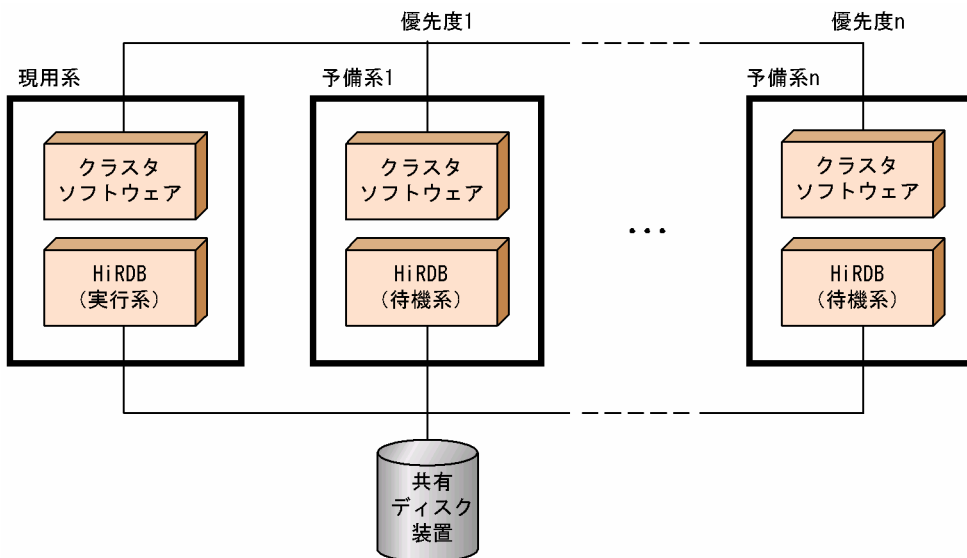 優先度1
優先度n
現用系
予備系1
予備系n
クラスタ
ソフトウェア
クラスタ
ソフトウェア
クラスタ
ソフトウェア
...
HiRDB
（実行系）
HiRDB
（待機系）
HiRDB
（待機系）
共有
ディスク
装置